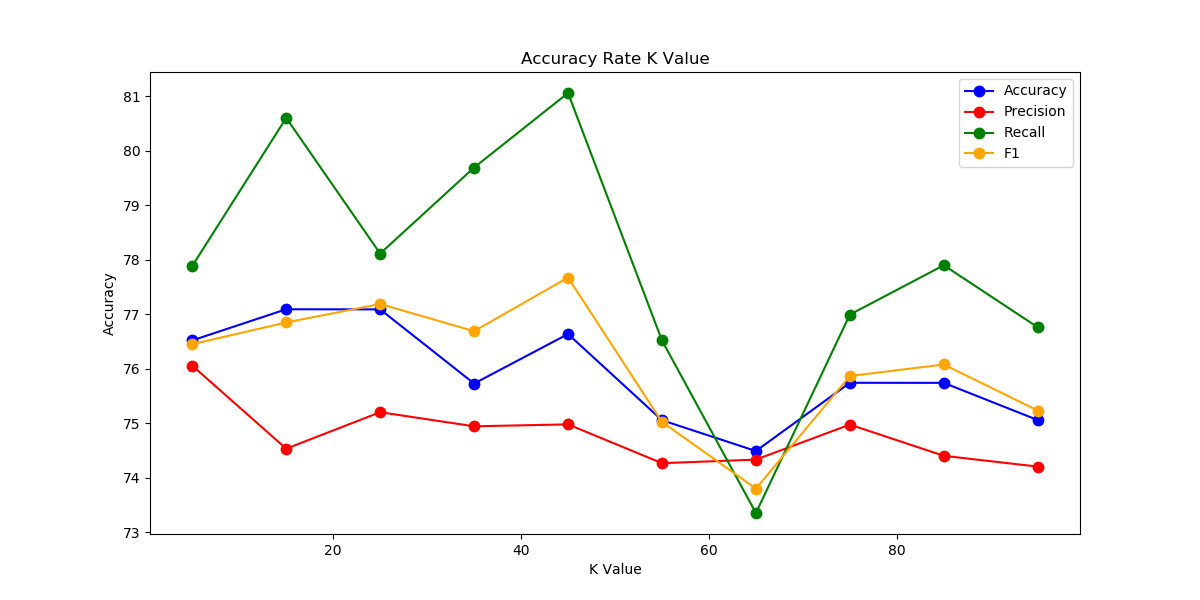 Accuracy Rate K Value
Accuracy
Precision
Recall
F1
81
80
79
78
77
76
75
74
73
Accuracy
20
40
60
80
K Value